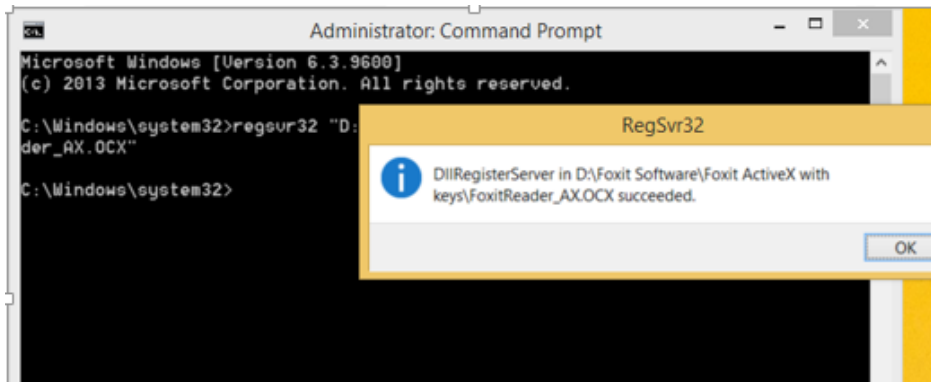 Administrator: Command Prompt
Microsoft Windows [Version 6.3.9600]
(c) 2013 Microsoft Corporation. All rights reserved.
C:\Windows\system32>regsvr32 "D:
der_AX.OCX"
C:\Windows\system32>
RegSvr32
DllRegisterServer in D:\Foxit Software\Foxit ActiveX with
keys\FoxitReader_AX.OCX succeeded.
OK